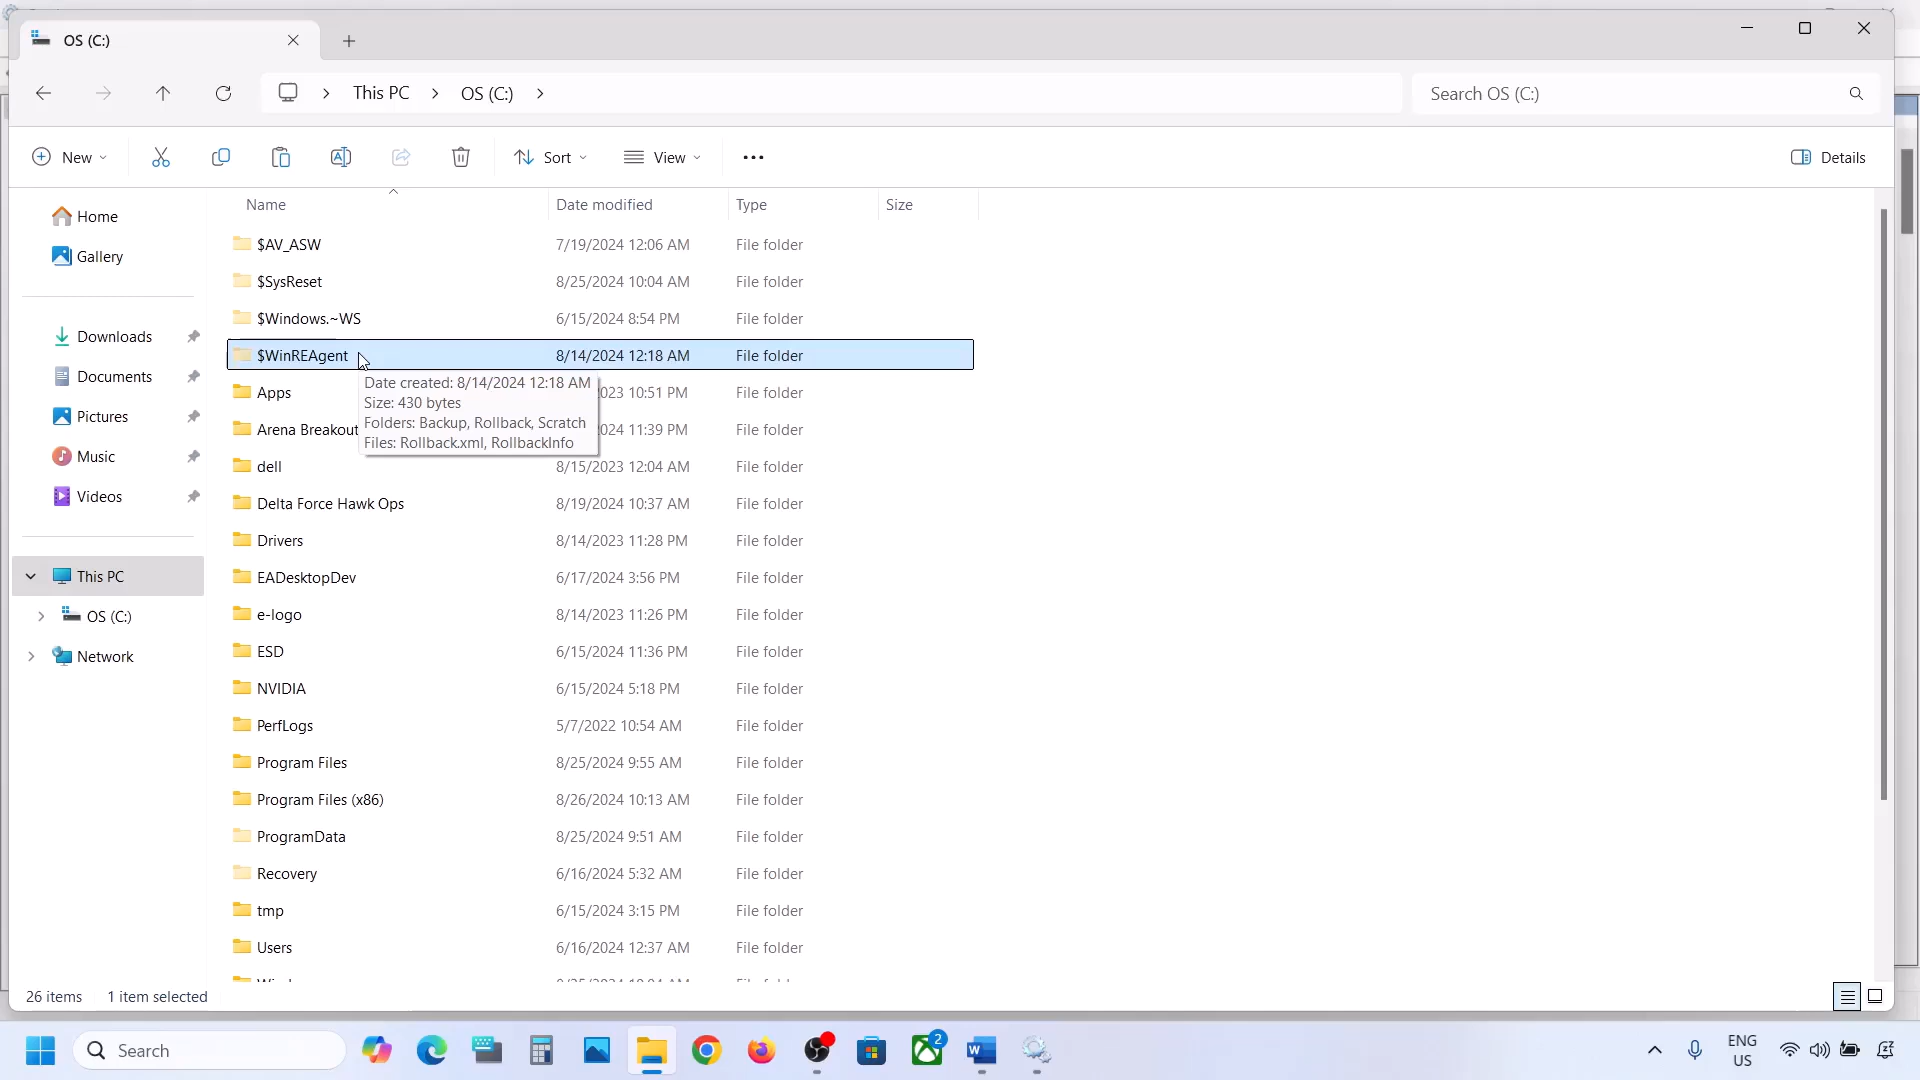 OS (C:)
This PC
OS (C:)
Search OS (C:)
New
Sort
View
Details
Home
Gallery
Downloads
Documents
Pictures
Music
Videos
This PC
OS (C:)
Network
Name Date modified Type Size
$AV_ASW 7/19/2024 12:06 AM File folder
$SysReset 8/25/2024 10:04 AM File folder
$Windows.~WS 6/15/2024 8:54 PM File folder
$WinREAgent 8/14/2024 12:18 AM File folder
Apps 023 10:51 PM File folder
Arena Breakout 024 11:39 PM File folder
dell 8/15/2023 12:04 AM File folder
Date created: 8/14/2024 12:18 AM
Size: 430 bytes
Folders: Backup, Rollback, Scratch
Files: Rollback.xml, RollbackInfo
Delta Force Hawk Ops 8/19/2024 10:37 AM File folder
Drivers 8/14/2023 11:28 PM File folder
EADesktopDev 6/17/2024 3:56 PM File folder
e-logo 8/14/2023 11:26 PM File folder
ESD 6/15/2024 11:36 PM File folder
NVIDIA 6/15/2024 5:18 PM File folder
PerfLogs 5/7/2022 10:54 AM File folder
Program Files 8/25/2024 9:55 AM File folder
Program Files (x86) 8/26/2024 10:13 AM File folder
ProgramData 8/25/2024 9:51 AM File folder
Recovery 6/16/2024 5:32 AM File folder
tmp 6/15/2024 3:15 PM File folder
Users 6/16/2024 12:37 AM File folder
26 items 1 item selected
Search
2
ENG
US